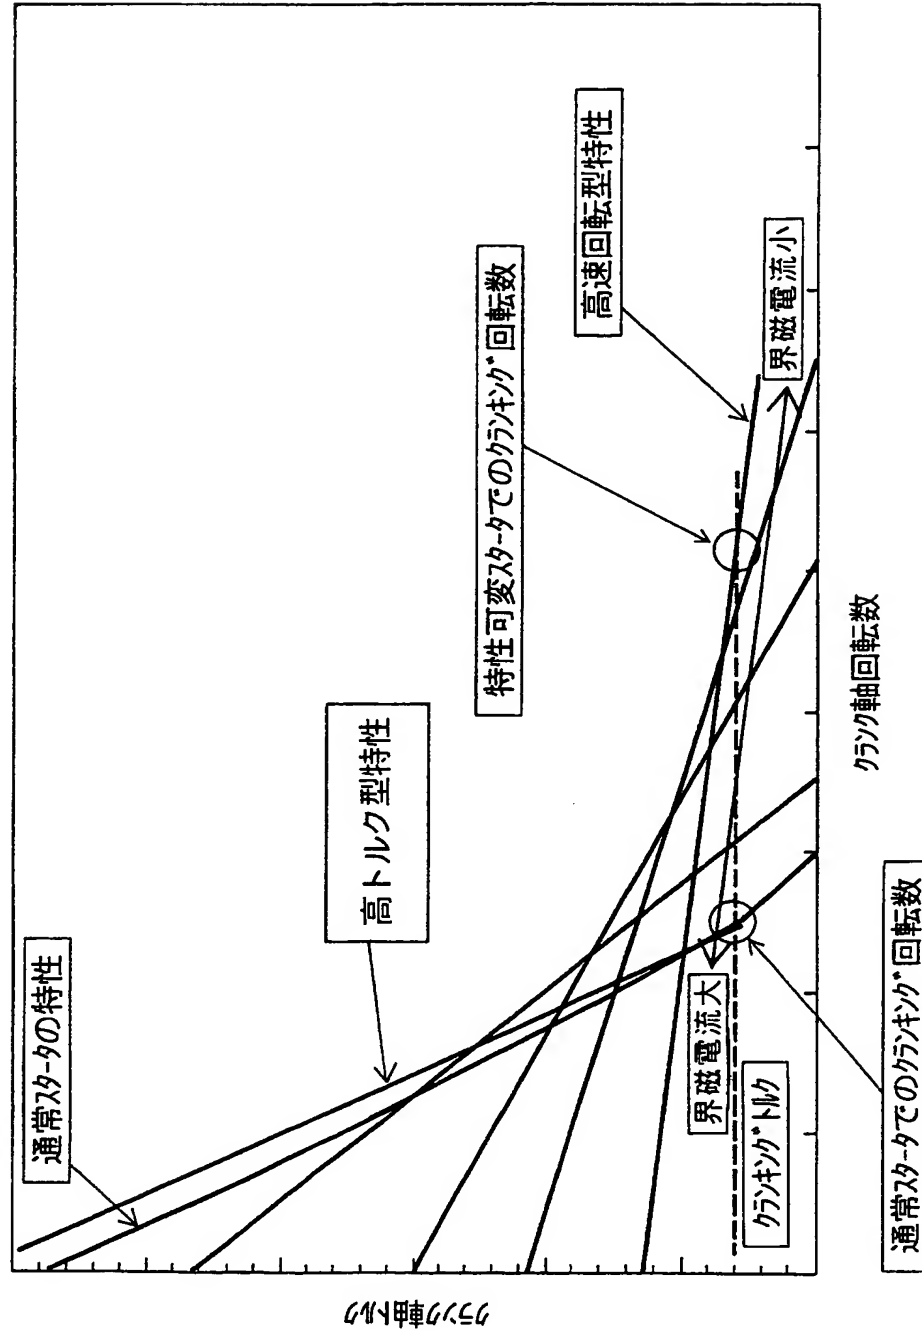 通常スタータの特性
高トルク型特性
特性可変スタータでのクランキング回転数
高速回転型特性
界磁電流小
界磁電流大
クランキングトルク
通常スタータでのクランキング回転数
クランク軸トルク
クランク軸回転数